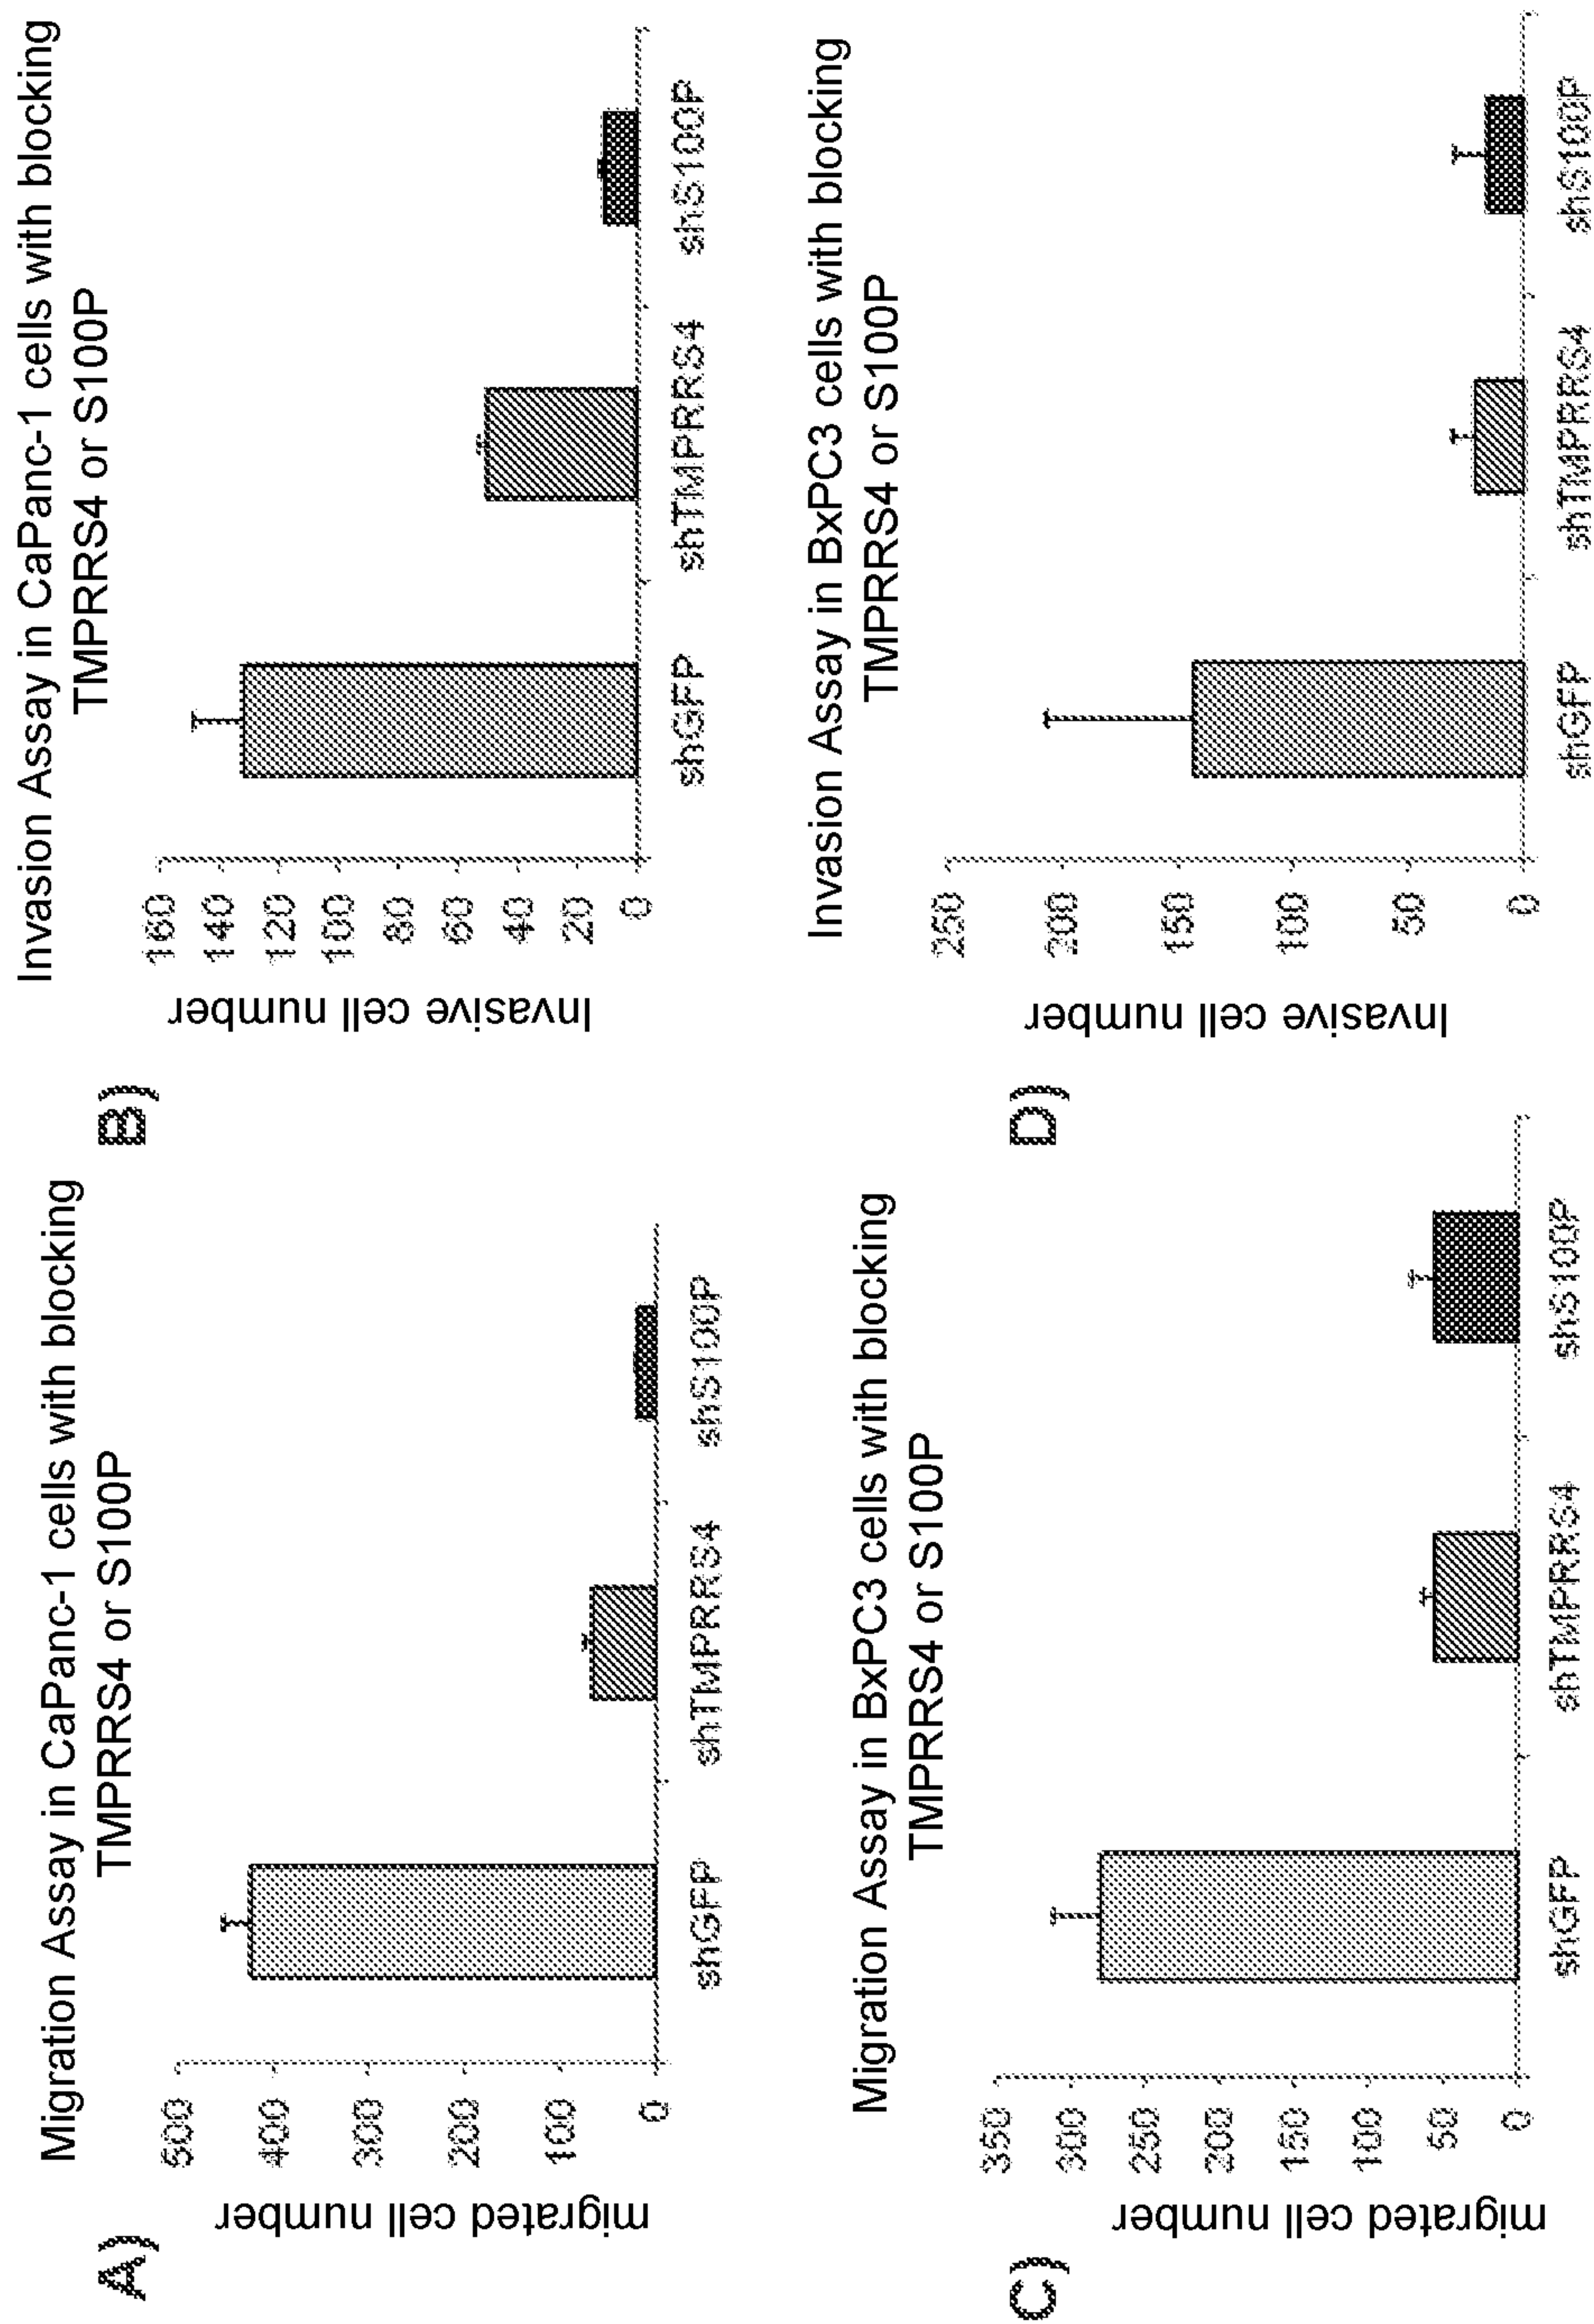 A)
Migration Assay in CaPanc-1 cells with blocking
TMPRRS4 or S100P
migrated cell number
500
400
300
200
100
0
shGFP
shTMPRRS4
shS100P
B)
Invasion Assay in CaPanc-1 cells with blocking
TMPRRS4 or S100P
Invasive cell number
160
140
120
100
80
60
40
20
0
shGFP
shTMPRRS4
shS100P
C)
Migration Assay in BxPC3 cells with blocking
TMPRRS4 or S100P
migrated cell number
350
300
250
200
150
100
50
0
shGFP
shTMPRRS4
shS100P
D)
Invasion Assay in BxPC3 cells with blocking
TMPRRS4 or S100P
Invasive cell number
250
200
150
100
50
0
shGFP
shTMPRRS4
shS100P